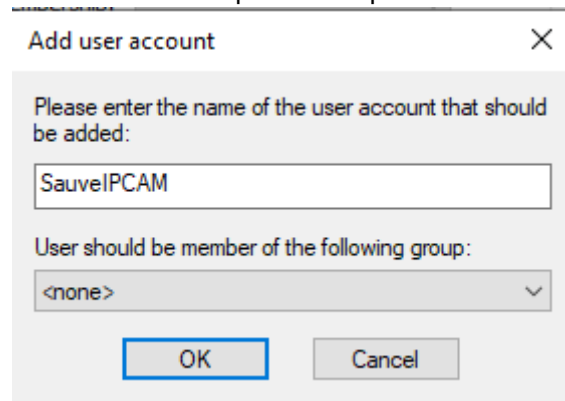 Add user account
Please enter the name of the user account that should
be added:
SauveIPCAM
User should be member of the following group:
<none>
OK
Cancel